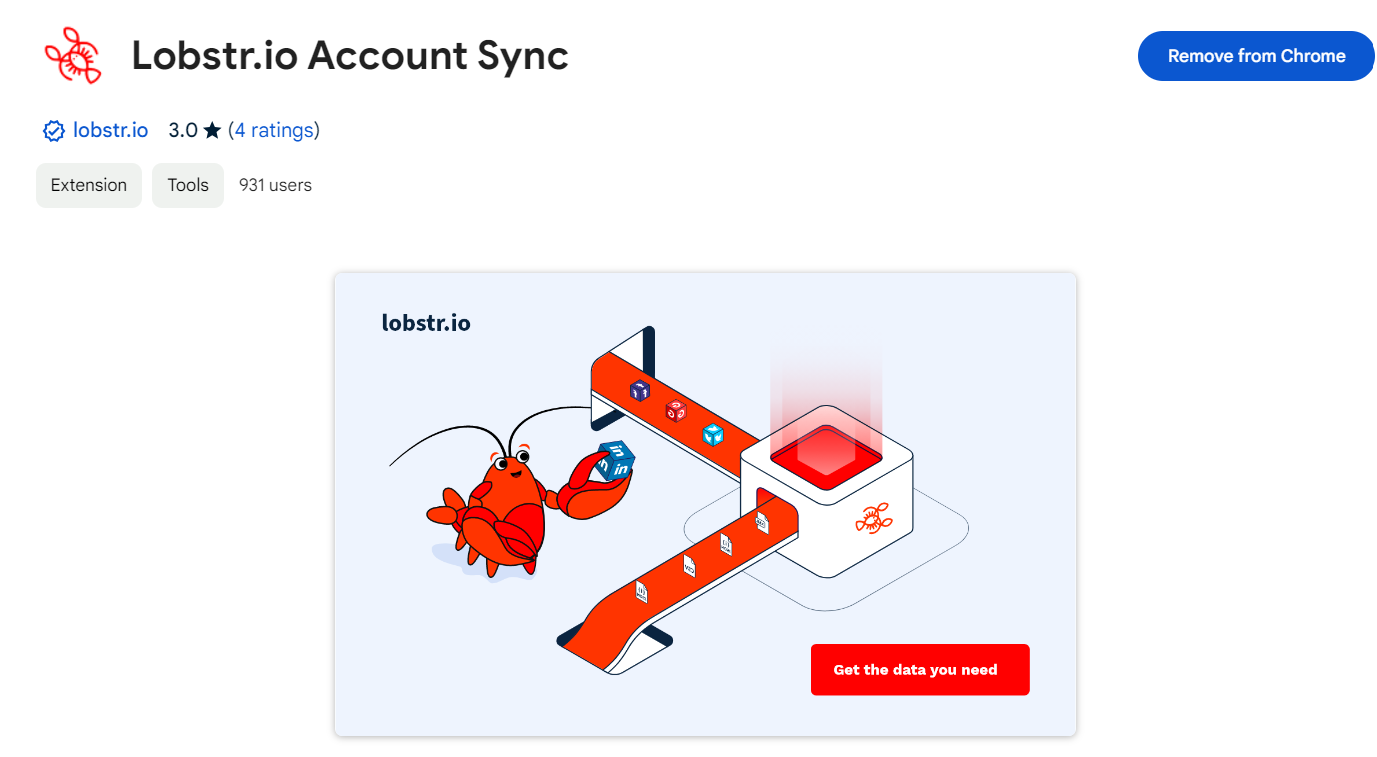 Lobstr.io Account Sync
Remove from Chrome
lobstr.io 3.0 ★ (4 ratings)
Extension Tools 931 users
lobstr.io
in in in
Get the data you need